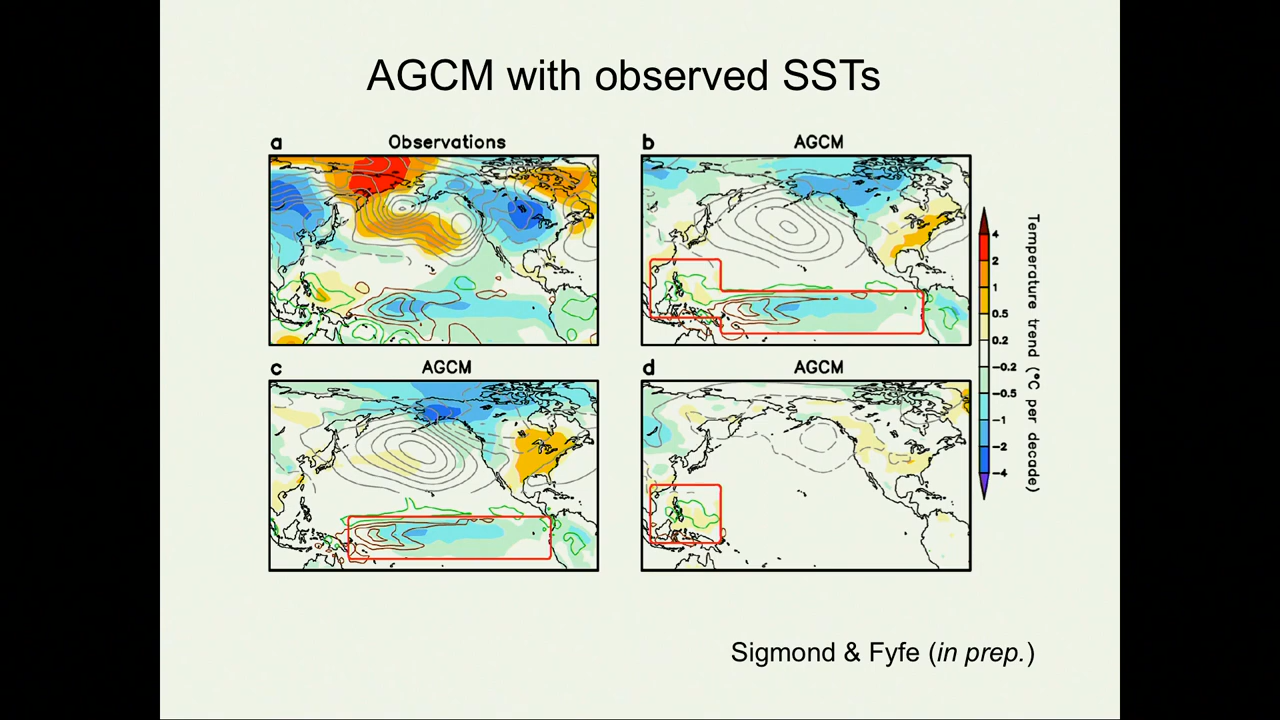 AGCM with observed SSTs
a Observations
b AGCM
c AGCM
d AGCM
4
2
1
0.5
0.2
−0.2
−0.5
−1
−2
−4
Temperature trend (°C per decade)
Sigmond & Fyfe (in prep.)